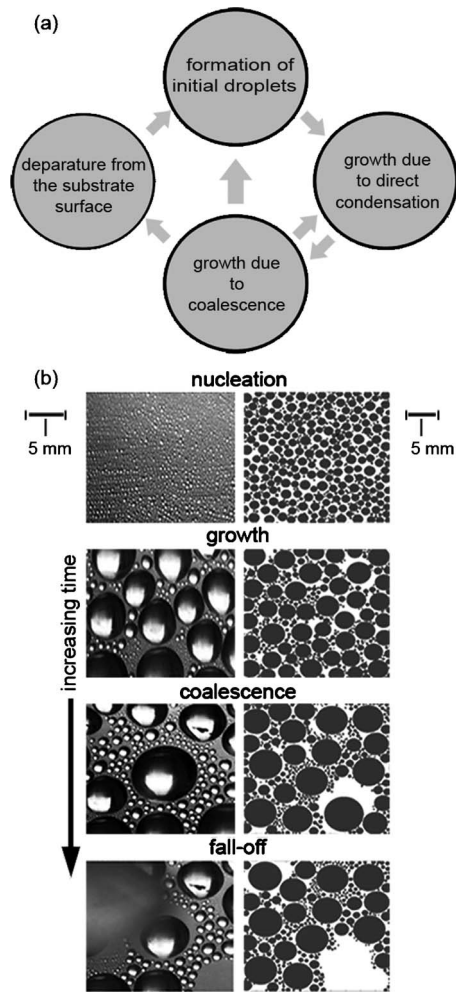 (a)
formation of
initial droplets
deparature from
the substrate
surface
growth due
to direct
condensation
growth due
to
coalescence
(b)
nucleation
5 mm
5 mm
growth
increasing time
coalescence
fall-off